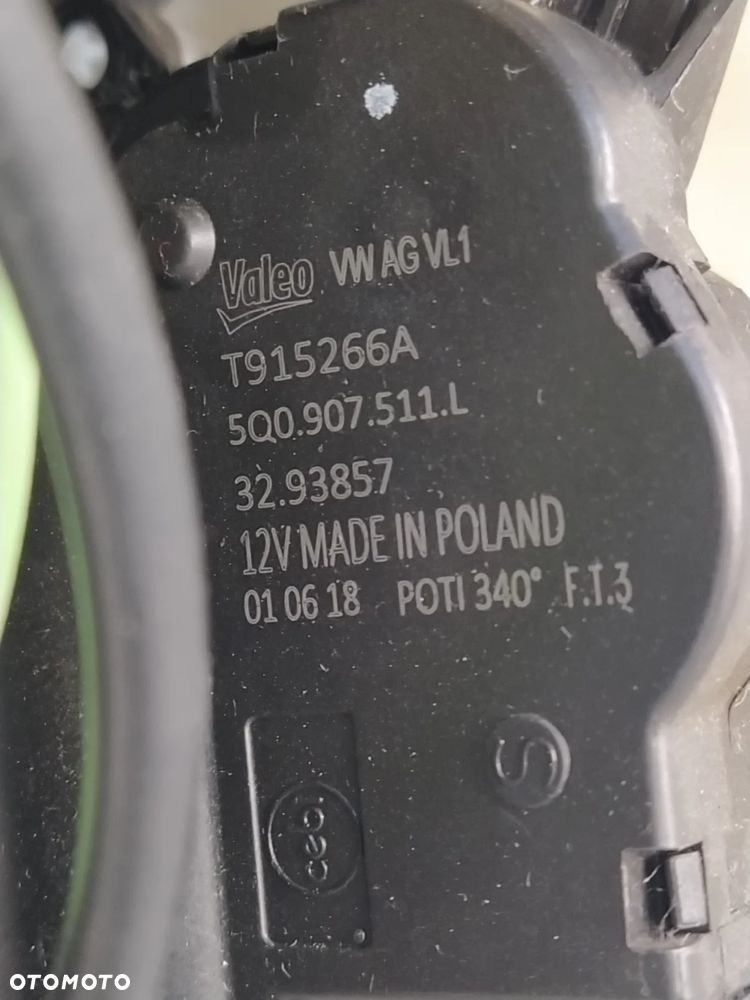 Valeo VW AG VL1
T915266A
5Q0.907.511.L
32.93857
12V MADE IN POLAND
01 06 18 POTI 340° F.T.3
S
cebi
OTOMOTO